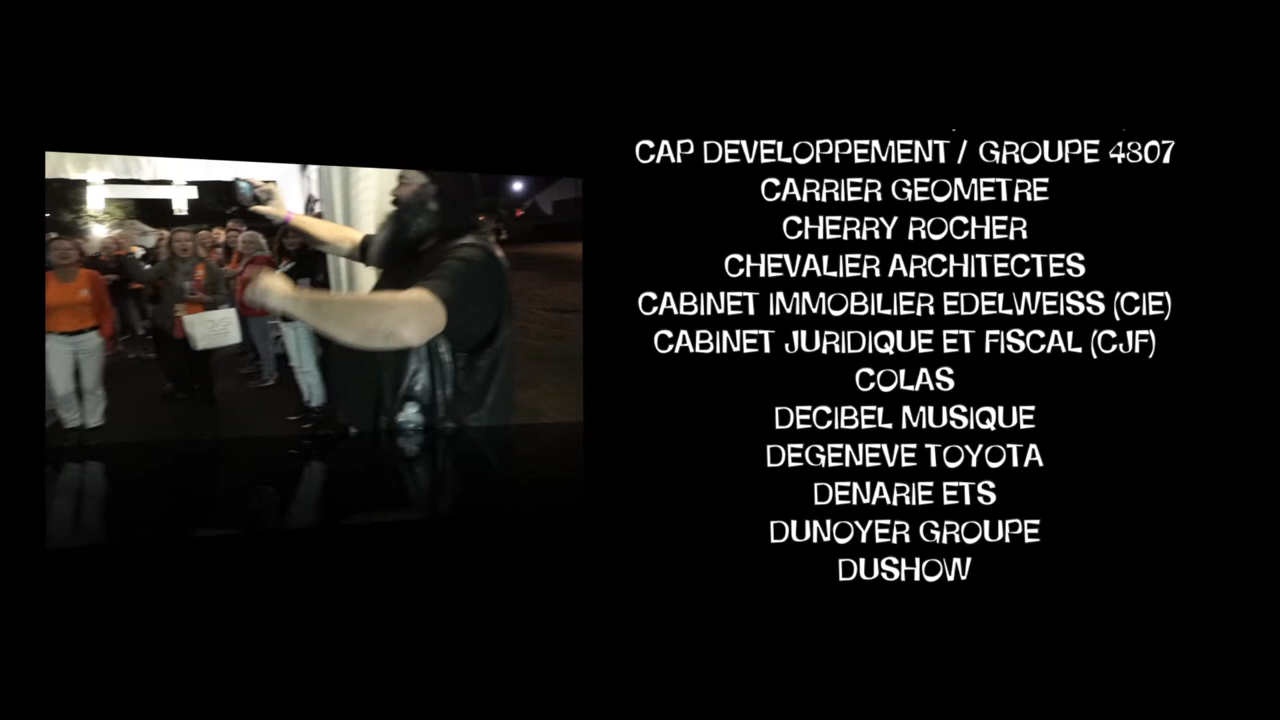 CAP DEVELOPPEMENT / GROUPE 4807
CARRIER GEOMETRE
CHERRY ROCHER
CHEVALIER ARCHITECTES
CABINET IMMOBILIER EDELWEISS (CIE)
CABINET JURIDIQUE ET FISCAL (CJF)
COLAS
DECIBEL MUSIQUE
DEGENEVE TOYOTA
DENARIE ETS
DUNOYER GROUPE
DUSHOW